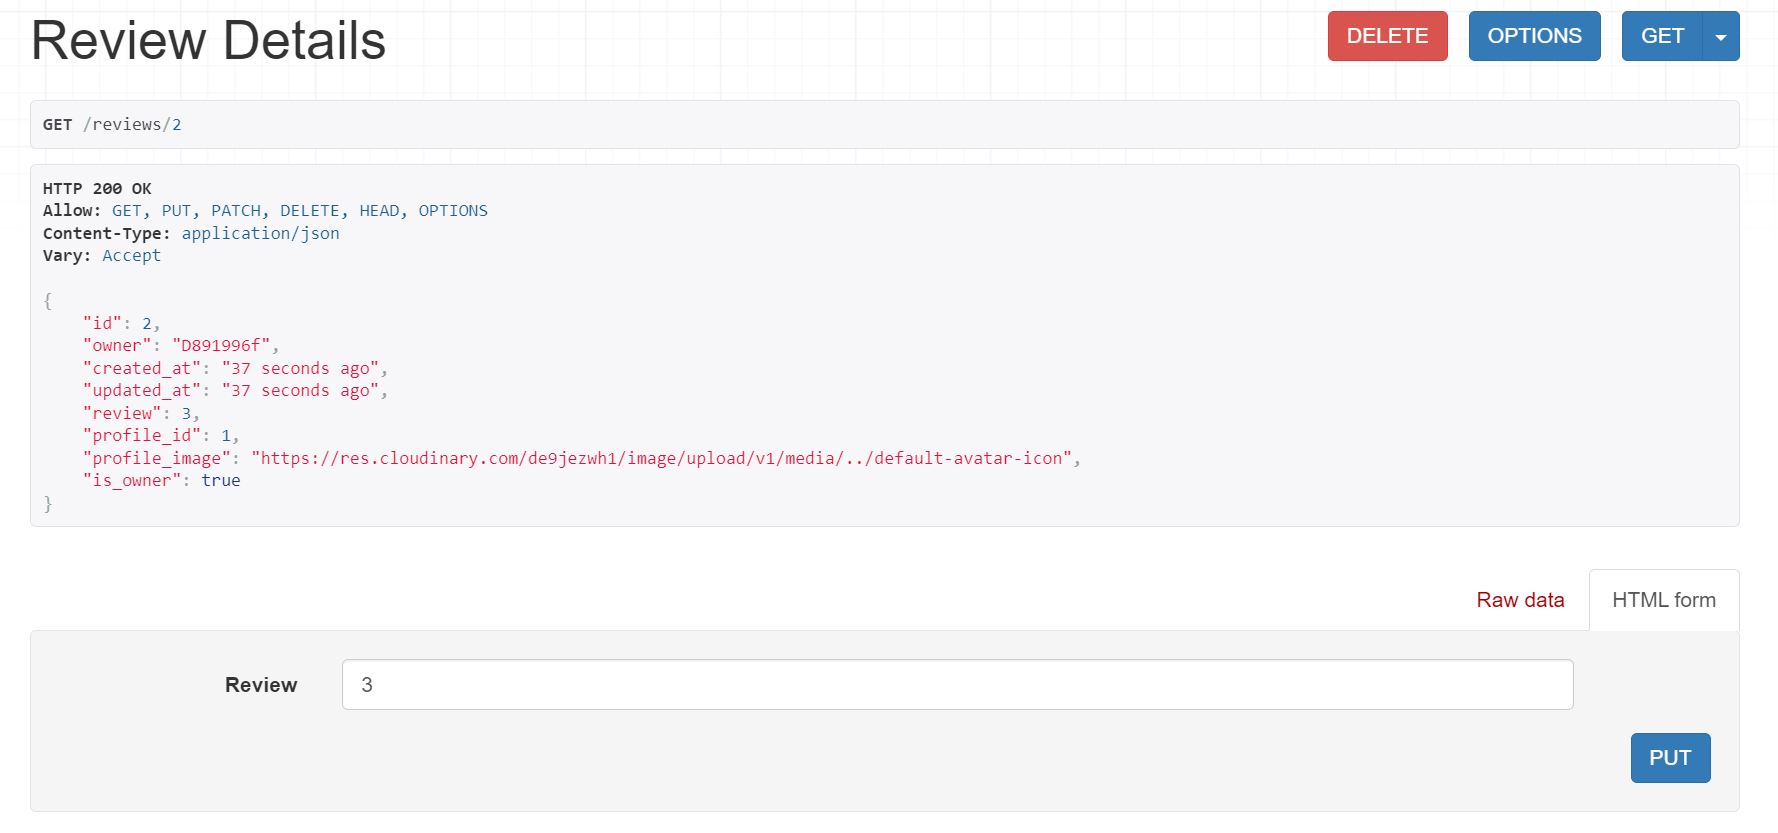 Review Details
DELETE
OPTIONS
GET
GET /reviews/2
HTTP 200 OK
Allow: GET, PUT, PATCH, DELETE, HEAD, OPTIONS
Content-Type: application/json
Vary: Accept
{
    "id": 2,
    "owner": "D891996f",
    "created_at": "37 seconds ago",
    "updated_at": "37 seconds ago",
    "review": 3,
    "profile_id": 1,
    "profile_image": "https://res.cloudinary.com/de9jezwh1/image/upload/v1/media/../default-avatar-icon",
    "is_owner": true
}
Raw data
HTML form
Review
3
PUT